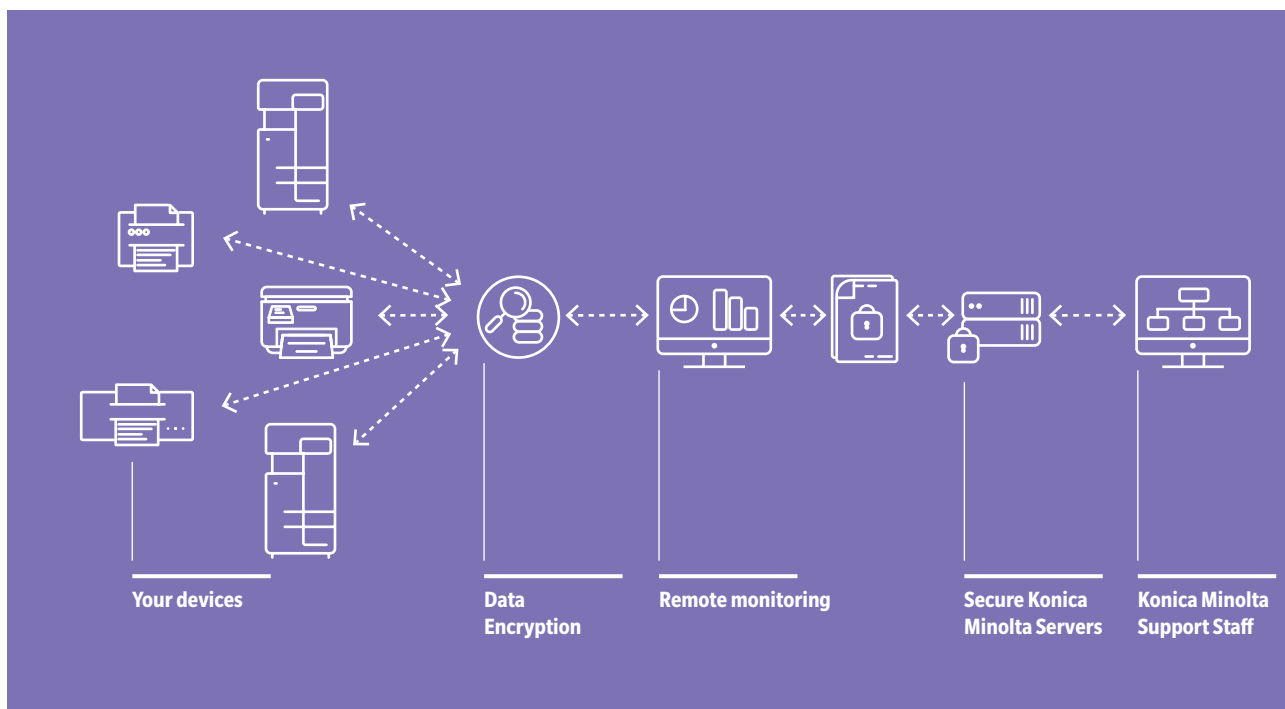 Your devices
Data
Encryption
Remote monitoring
Secure Konica
Minolta Servers
Konica Minolta
Support Staff